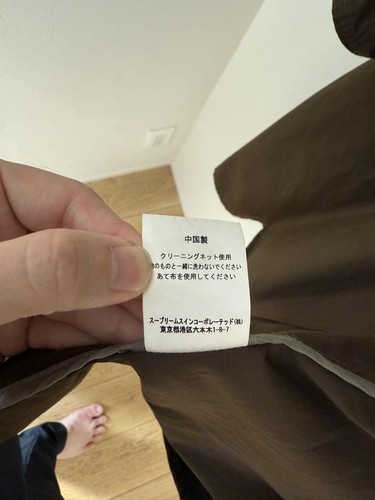 中国製
クリーニングネット使用
のものと一緒に洗わないでください
あて布を使用してください
スープリームスインコーポレーテッド(株)
東京都港区六本木1-8-7